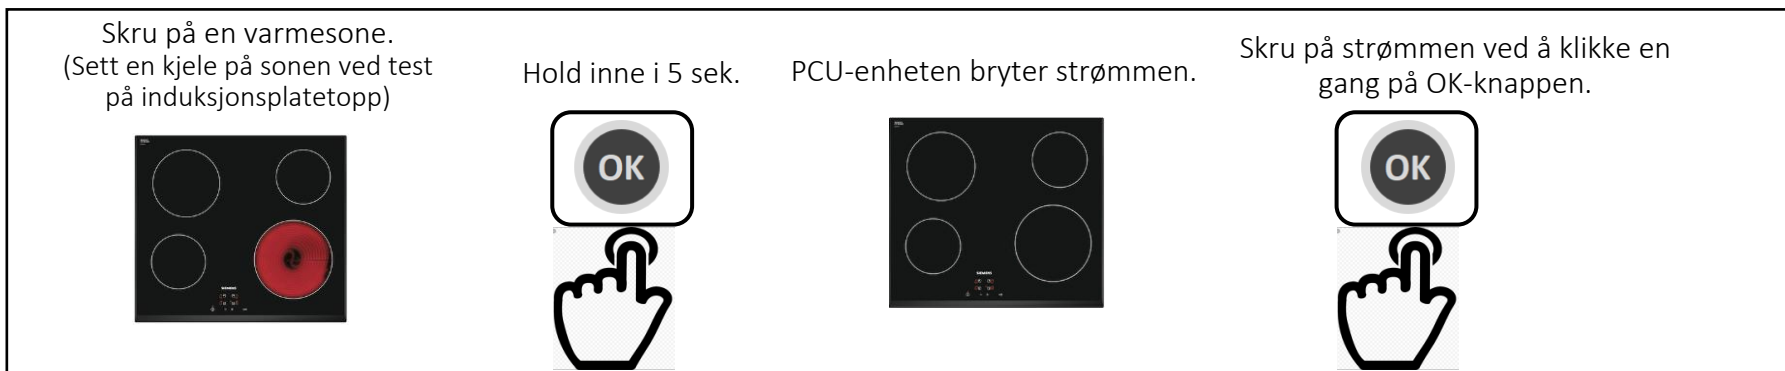 Skru på en varmesone.
(Sett en kjele på sonen ved test
på induksjonsplatetopp)
Hold inne i 5 sek.
OK
PCU-enheten bryter strømmen.
SIEMENS
Skru på strømmen ved å klikke en
gang på OK-knappen.
OK